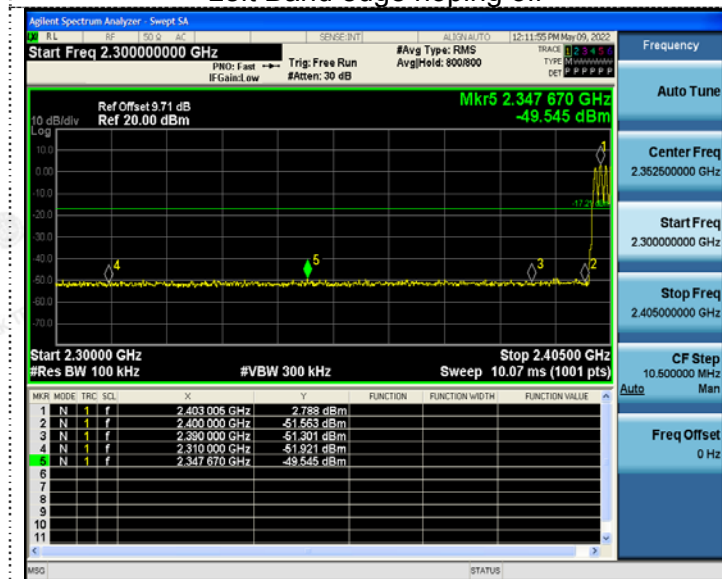 Agilent Spectrum Analyzer - Swept SA
RL RF 50 Ω AC SENSE:INT ALIGN AUTO 12:11:55 PM May 09, 2022
Start Freq 2.300000000 GHz
PNO: Fast
IFGain:Low
Trig: Free Run
#Atten: 30 dB
#Avg Type: RMS
Avg|Hold: 800/800
TRACE 1 2 3 4 5 6
TYPE M
DET P P P P P P
Ref Offset 9.71 dB
10 dB/div Ref 20.00 dBm
Log
Mkr5 2.347 670 GHz
-49.545 dBm
10.0
0.00
-10.0
-20.0
-30.0
-40.0
-50.0
-60.0
-70.0
1
4
5
3
2
Start 2.30000 GHz Stop 2.40500 GHz
#Res BW 100 kHz #VBW 300 kHz Sweep 10.07 ms (1001 pts)
MKR MODE TRC SCL X Y FUNCTION FUNCTION WIDTH FUNCTION VALUE
1 N 1 f 2.403 005 GHz 2.788 dBm
2 N 1 f 2.400 000 GHz -51.563 dBm
3 N 1 f 2.390 000 GHz -51.301 dBm
4 N 1 f 2.310 000 GHz -51.921 dBm
5 N 1 f 2.347 670 GHz -49.545 dBm
6
7
8
9
10
11
MSG STATUS
Frequency
Auto Tune
Center Freq
2.352500000 GHz
Start Freq
2.300000000 GHz
Stop Freq
2.405000000 GHz
CF Step
10.500000 MHz
Auto Man
Freq Offset
0 Hz